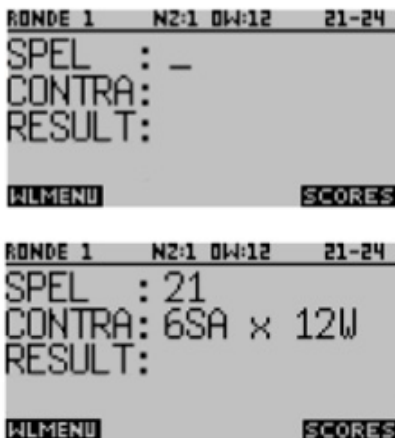 RONDE 1 NZ:1 OW:12 21-24
SPEL : _
CONTRA:
RESULT:
WLMENU SCORES
RONDE 1 NZ:1 OW:12 21-24
SPEL : 21
CONTRA: 6SA x 12W
RESULT:
WLMENU SCORES